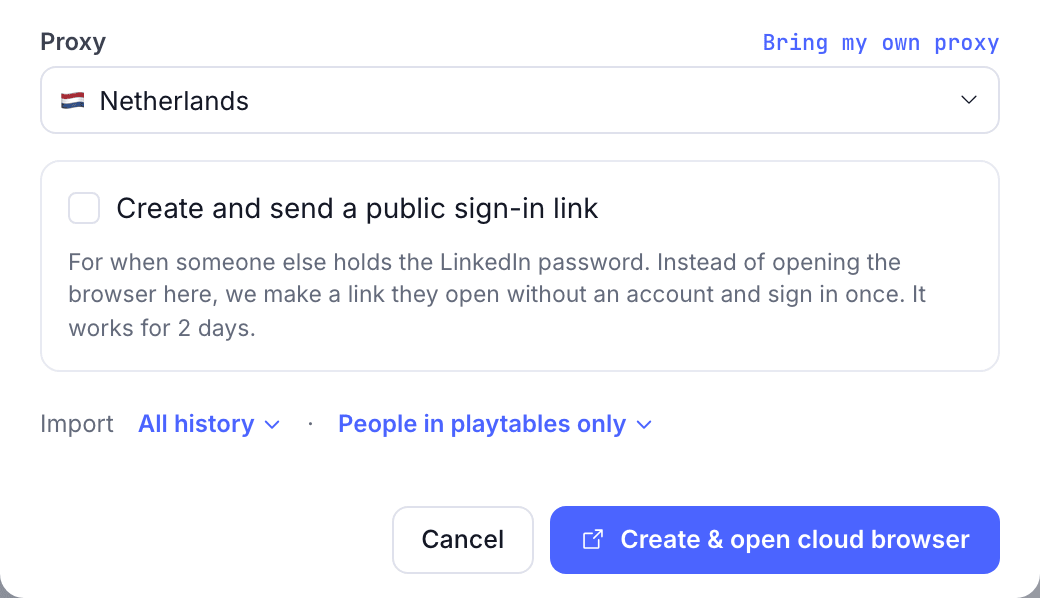 Proxy
Bring my own proxy
Netherlands
Create and send a public sign-in link
For when someone else holds the LinkedIn password. Instead of opening the
browser here, we make a link they open without an account and sign in once. It
works for 2 days.
Import All history · People in playtables only
Cancel
Create & open cloud browser